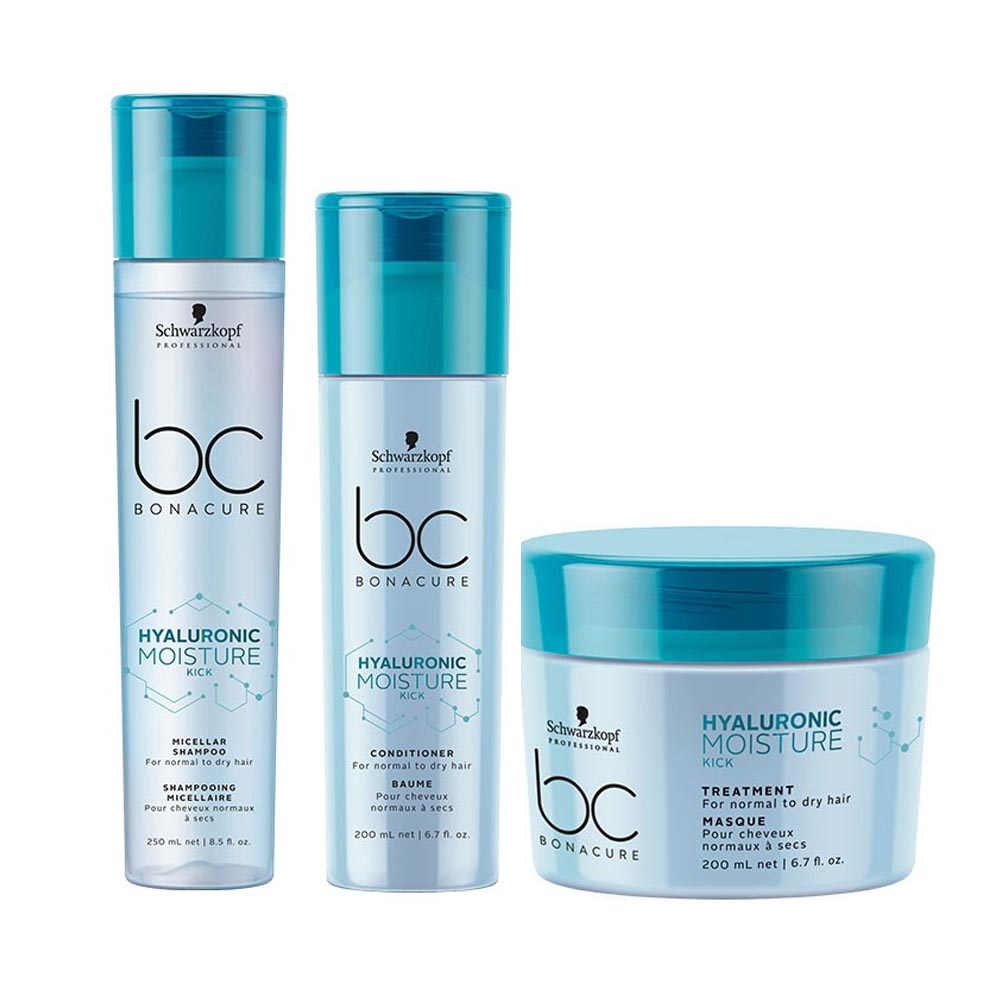 Schwarzkopf
PROFESSIONAL
bc
BONACURE
HYALURONIC
MOISTURE
KICK
MICELLAR
SHAMPOO
For normal to dry hair
SHAMPOOING
MICELLAIRE
Pour cheveux normaux
à secs
250 mL net | 8.5 fl. oz.
Schwarzkopf
PROFESSIONAL
bc
BONACURE
HYALURONIC
MOISTURE
KICK
CONDITIONER
For normal to dry hair
BAUME
Pour cheveux
normaux à secs
200 mL net | 6.7 fl. oz.
Schwarzkopf
PROFESSIONAL
bc
BONACURE
HYALURONIC
MOISTURE
KICK
TREATMENT
For normal to dry hair
MASQUE
Pour cheveux
normaux à secs
200 mL net | 6.7 fl. oz.